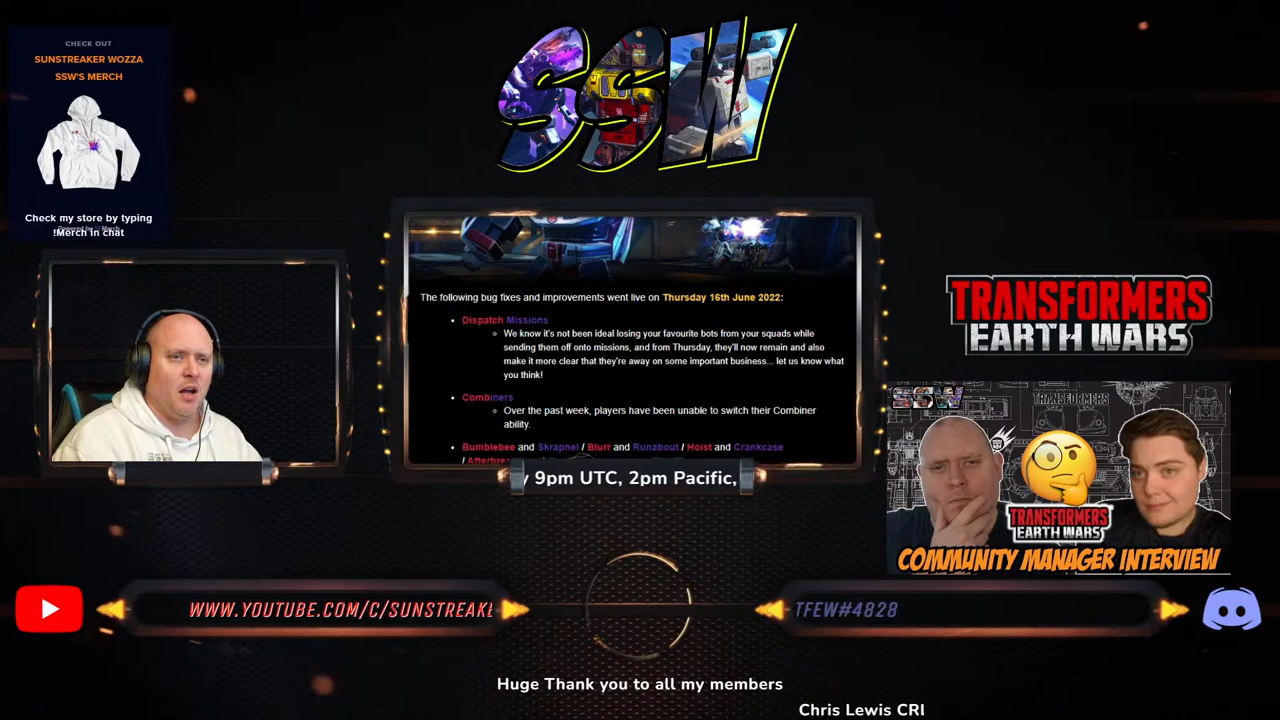 CHECK OUT
SUNSTREAKER WOZZA
SSW'S MERCH
Check my store by typing
!Merch in chat
SSW
The following bug fixes and improvements went live on Thursday 16th June 2022:
Dispatch Missions
We know it's not been ideal losing your favourite bots from your squads while
sending them off onto missions, and from Thursday, they'll now remain and also
make it more clear that they're away on some important business... let us know what
you think!
Combiners
Over the past week, players have been unable to switch their Combiner
ability.
Bumblebee and Skrapnel / Blurr and Runabout / Hoist and Crankcase
9pm UTC, 2pm Pacific,
TRANSFORMERS
EARTH WARS
SSW
TRANSFORMERS
TRANSFORMERS
EARTH WARS
COMMUNITY MANAGER INTERVIEW
WWW.YOUTUBE.COM/C/SUNSTREAK
TFEW#4828
Huge Thank you to all my members
Chris Lewis CRI